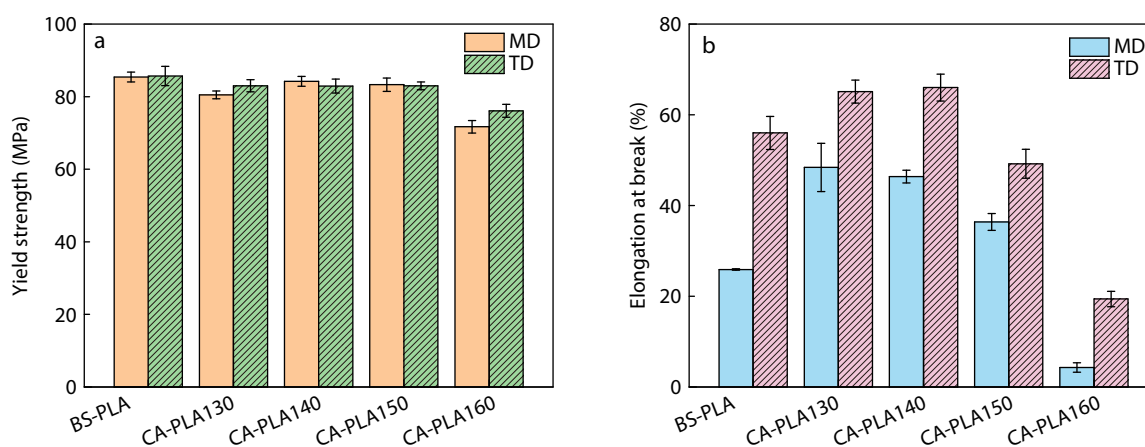 a
MD
TD
Yield strength (MPa)
100
80
60
40
20
0
BS-PLA
CA-PLA130
CA-PLA140
CA-PLA150
CA-PLA160
b
MD
TD
Elongation at break (%)
80
60
40
20
0
BS-PLA
CA-PLA130
CA-PLA140
CA-PLA150
CA-PLA160